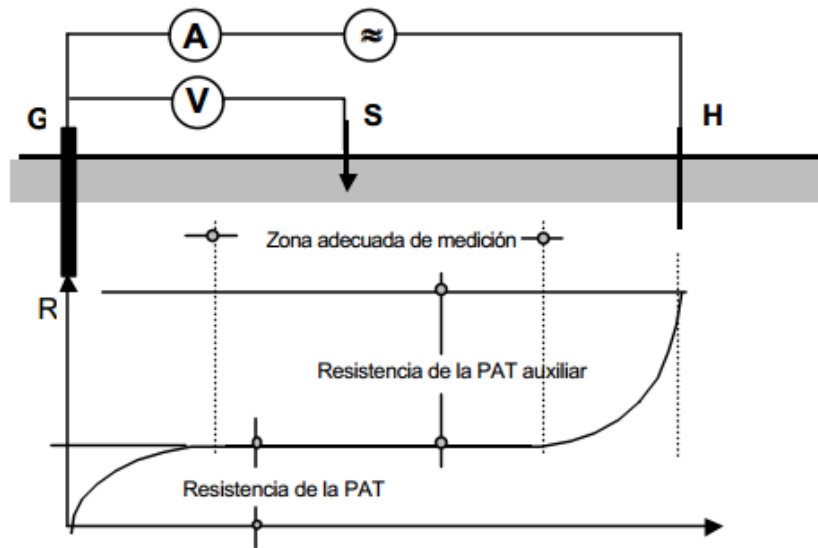 A
≈
V
G
S
H
Zona adecuada de medición
R
Resistencia de la PAT auxiliar
Resistencia de la PAT